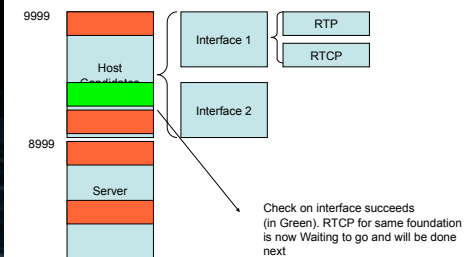 9999
Host
Candidates
Interface 1
RTP
RTCP
Interface 2
8999
Server
Check on interface succeeds
(in Green). RTCP for same foundation
is now Waiting to go and will be done
next